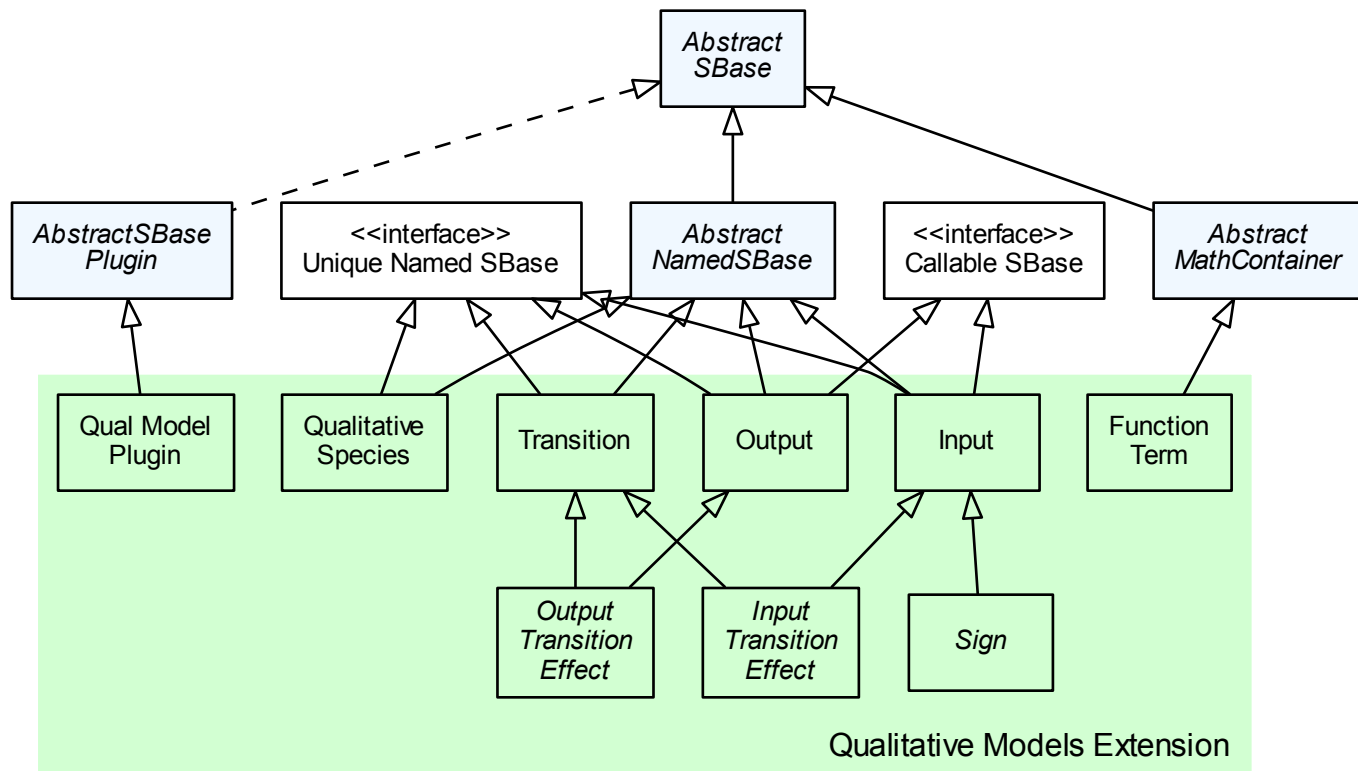 Abstract
SBase
AbstractSBase
Plugin
<<interface>>
Unique Named SBase
Abstract
NamedSBase
<<interface>>
Callable SBase
Abstract
MathContainer
Qual Model
Plugin
Qualitative
Species
Transition
Output
Input
Function
Term
Output
Transition
Effect
Input
Transition
Effect
Sign
Qualitative Models Extension